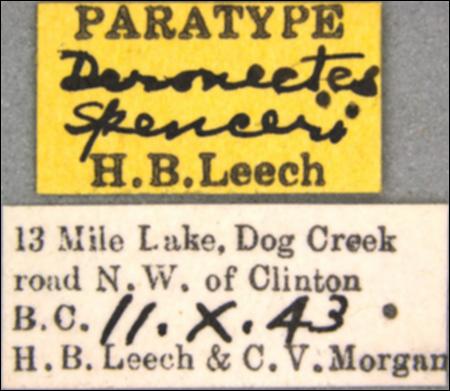 PARATYPE
Deronectes
spenceri
H.B.Leech
13 Mile Lake, Dog Creek
road N.W. of Clinton
B.C. 11.X.43
H.B. Leech & C.V. Morgan